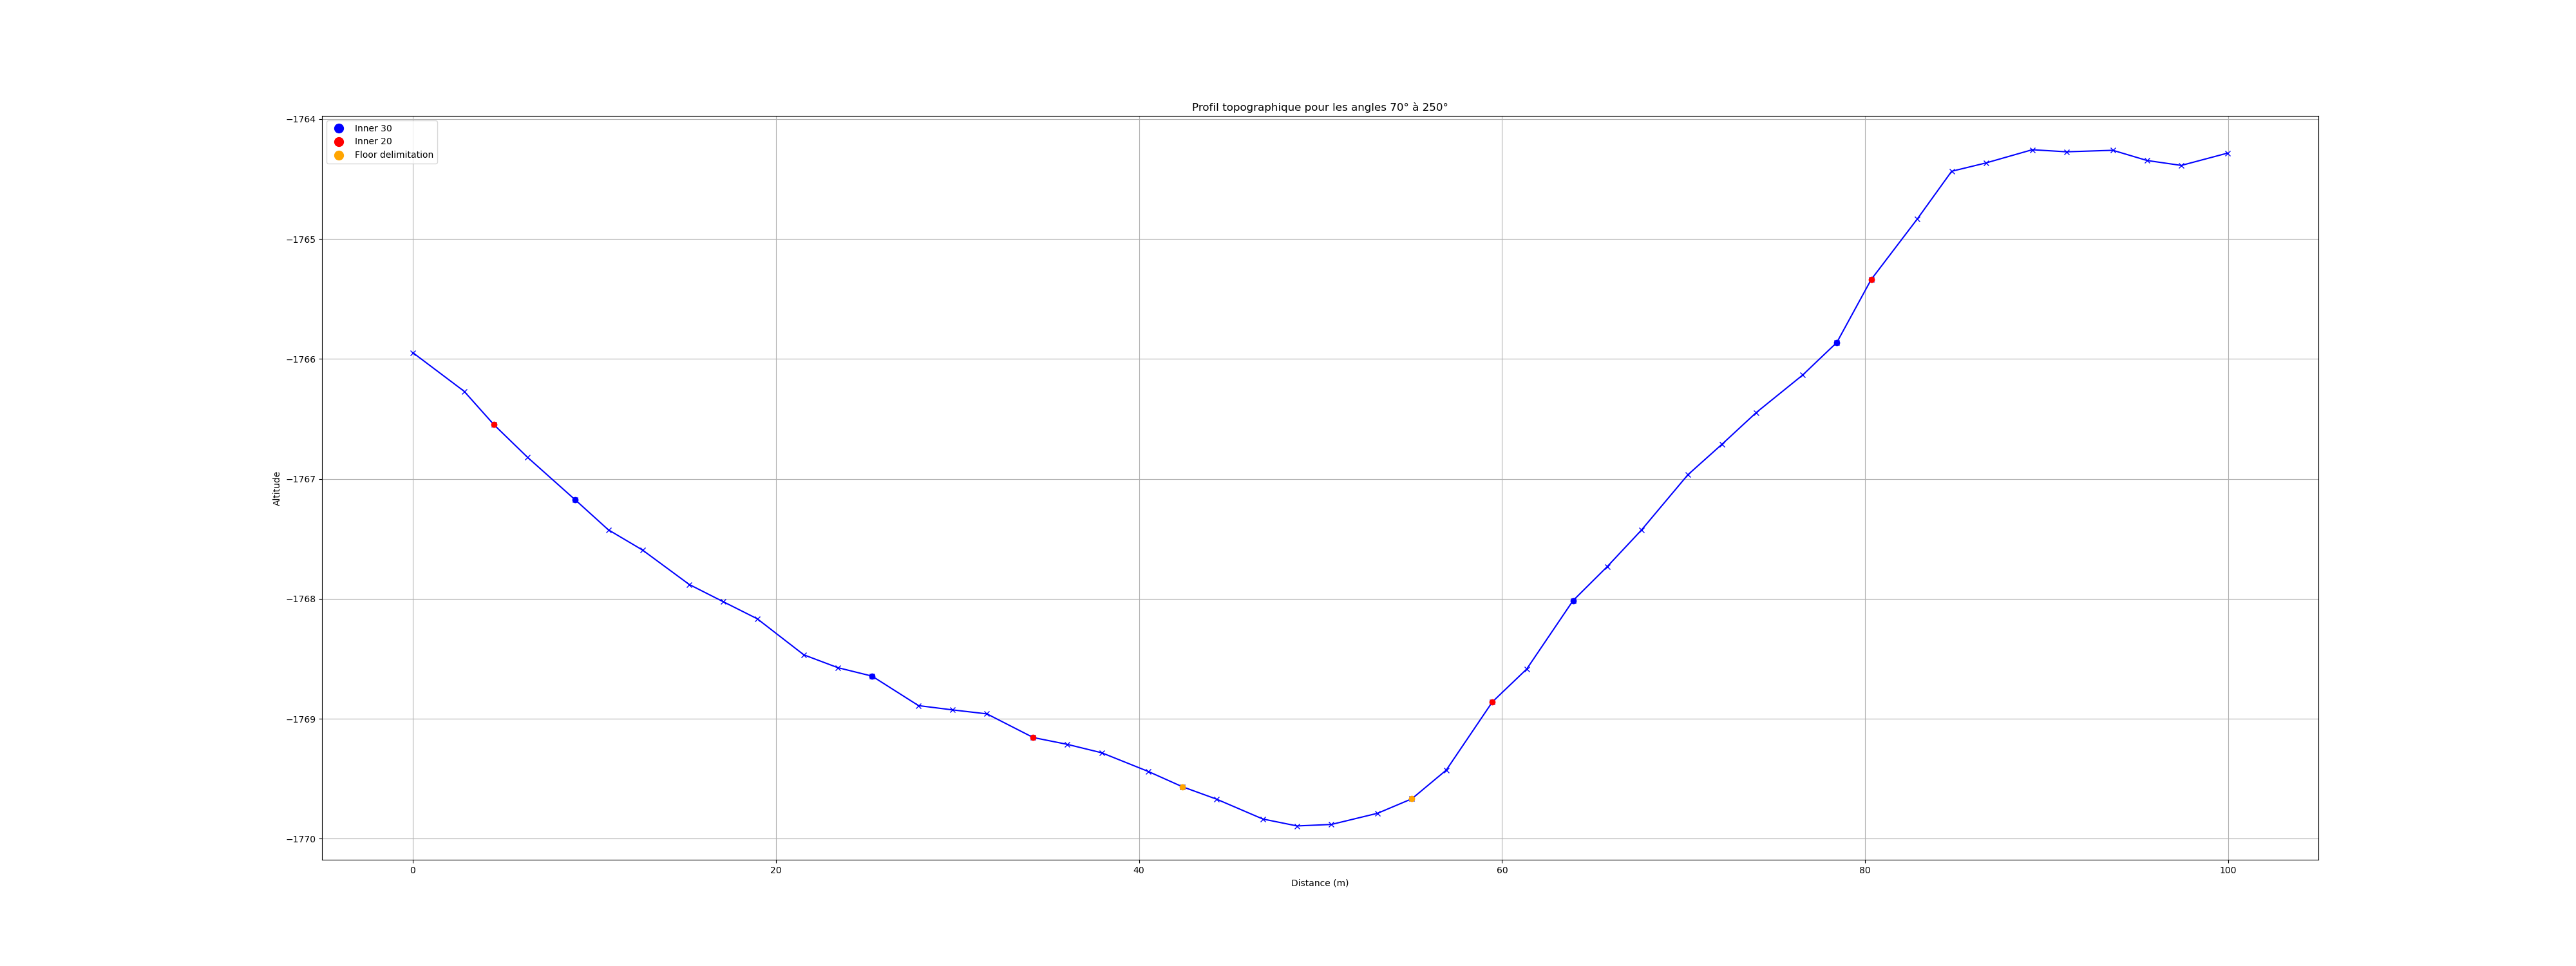 Profil topographique pour les angles 70° à 250°
Inner 30
Inner 20
Floor delimitation
Altitude
−1764
−1765
−1766
−1767
−1768
−1769
−1770
0 20 40 60 80 100
Distance (m)